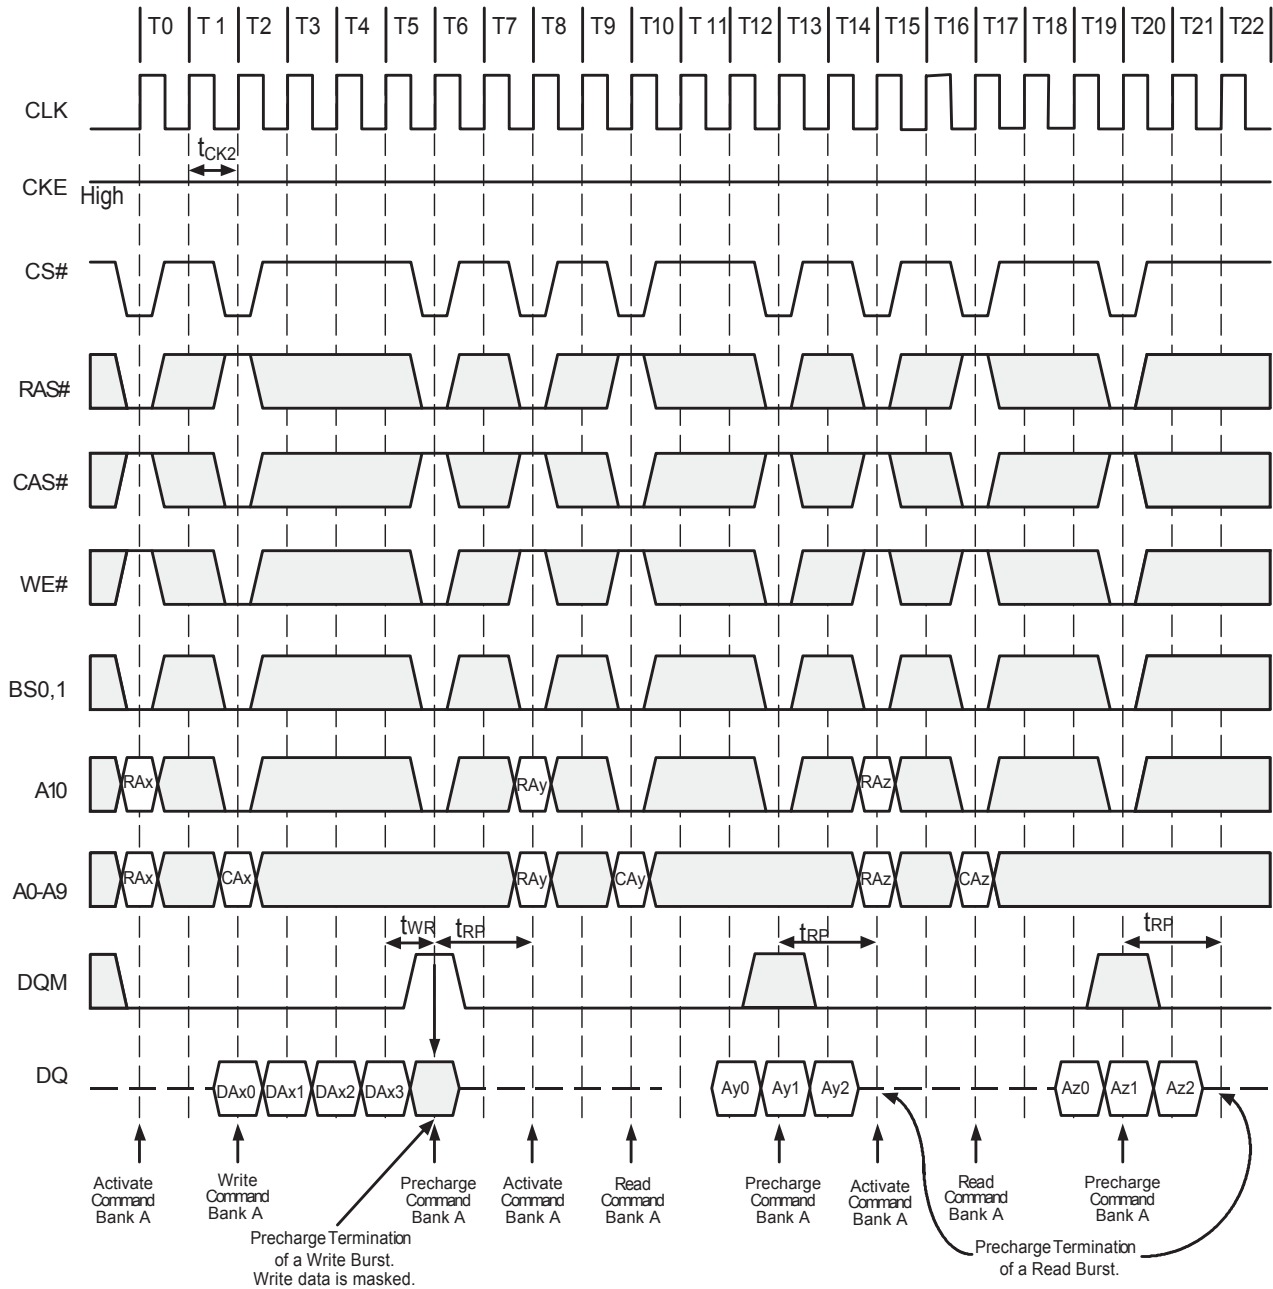 T0 T 1 T2 T3 T4 T5 T6 T7 T8 T9 T10 T 11 T12 T13 T14 T15 T16 T17 T18 T19 T20 T21 T22
CLK
tCK2
CKE High
CS#
RAS#
CAS#
WE#
BS0,1
A10 RAx RAy RAz
A0-A9 RAx CAx RAy CAy RAz CAz
tWR tRP tRP tRP
DQM
DQ DAx0 DAx1 DAx2 DAx3 Ay0 Ay1 Ay2 Az0 Az1 Az2
Activate
Command
Bank A
Write
Command
Bank A
Precharge
Command
Bank A
Activate
Command
Bank A
Read
Command
Bank A
Precharge
Command
Bank A
Activate
Command
Bank A
Read
Command
Bank A
Precharge
Command
Bank A
Precharge Termination
of a Write Burst.
Write data is masked.
Precharge Termination
of a Read Burst.